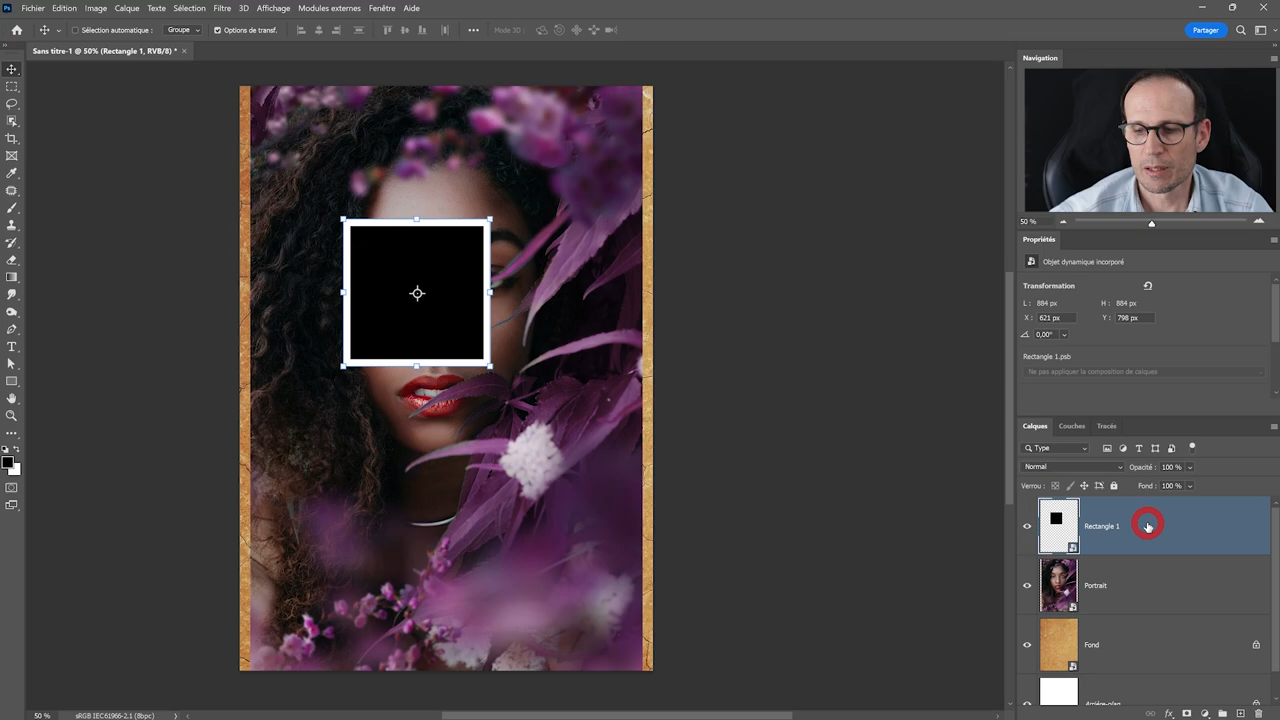 Ps Fichier Edition Image Calque Texte Sélection Filtre 3D Affichage Modules externes Fenêtre Aide
Sélection automatique : Groupe Options de transf. Mode 3D : Partager
Sans titre-1 @ 50% (Rectangle 1, RVB/8) *
Navigation
50 %
Propriétés
Objet dynamique incorporé
Transformation
L : 884 px H : 884 px
X : 621 px Y : 798 px
0,00°
Rectangle 1.psb
Ne pas appliquer la composition de calques
Calques Couches Tracés
Type
Normal Opacité : 100 %
Verrou : Fond : 100 %
Rectangle 1
Portrait
Fond
Arrière-plan
50 % sRGB IEC61966-2.1 (8bpc)